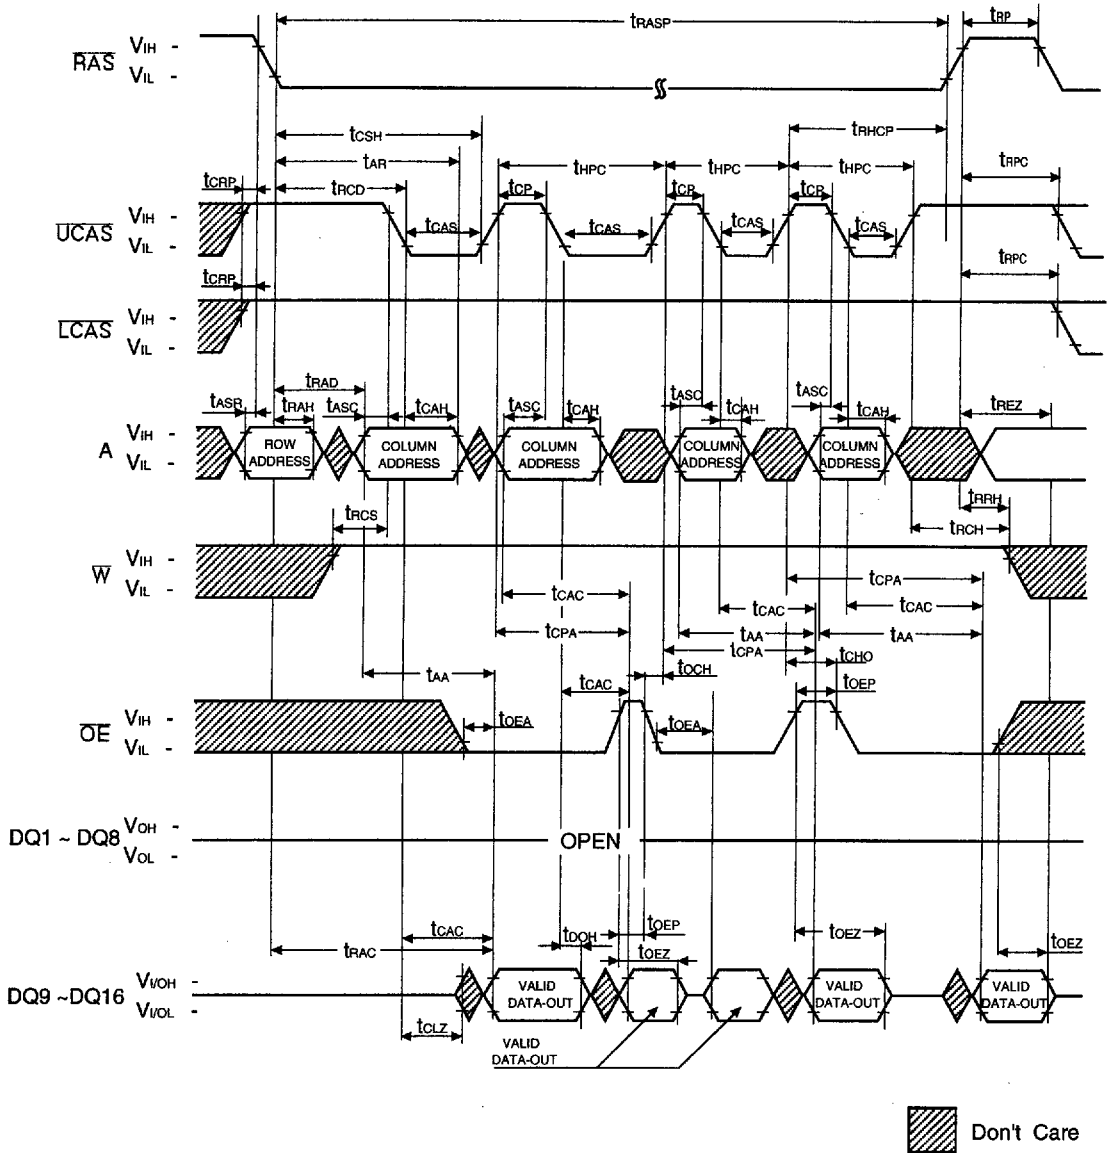 tRASP
tRP
RAS
VIH -
VIL -
tCSH
tRHCP
tAR
tHPC
tHPC
tHPC
tRPC
tCRP
tRCD
tCP
tCP
tCP
UCAS
VIH -
VIL -
tCAS
tCAS
tCAS
tCAS
tCRP
tRPC
LCAS
VIH -
VIL -
tRAD
tASR
tRAH
tASC
tCAH
tASC
tCAH
tASC
tCAH
tASC
tCAH
tREZ
A
VIH -
VIL -
ROW ADDRESS
COLUMN ADDRESS
COLUMN ADDRESS
COLUMN ADDRESS
COLUMN ADDRESS
tRCS
tRRH
tRCH
W
VIH -
VIL -
tCPA
tCAC
tCAC
tCAC
tCPA
tAA
tAA
tCPA
tAA
tOCH
tCHO
tCAC
tOEP
tOEA
tOEA
OE
VIH -
VIL -
DQ1 ~ DQ8
VOH -
VOL -
OPEN
tCAC
tRAC
tDOH
tOEP
tOEZ
tOEZ
tOEZ
DQ9 ~DQ16
VI/OH -
VI/OL -
VALID DATA-OUT
VALID DATA-OUT
VALID DATA-OUT
tCLZ
VALID
DATA-OUT
Don't Care